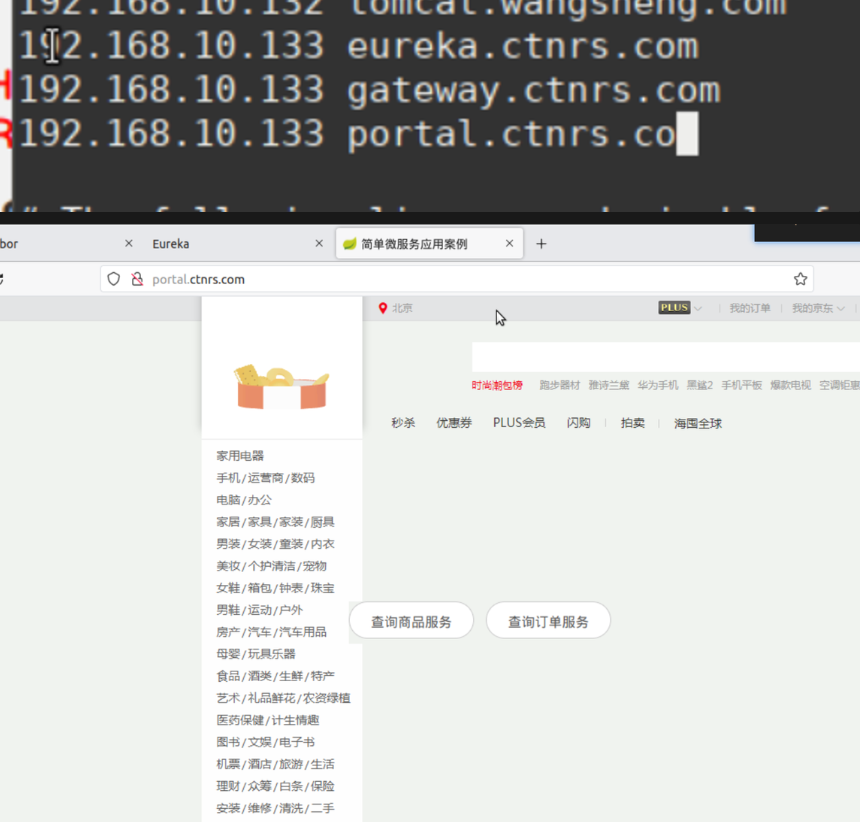 192.168.10.132 tomcat.wangsheng.com
192.168.10.133 eureka.ctnrs.com
192.168.10.133 gateway.ctnrs.com
192.168.10.133 portal.ctnrs.co
bor × Eureka × 简单微服务应用案例 × +
portal.ctnrs.com
北京 PLUS 我的订单 我的京东
时尚潮包榜 跑步器材 雅诗兰黛 华为手机 黑鲨2 手机平板 爆款电视 空调钜惠
秒杀 优惠券 PLUS会员 闪购 拍卖 海囤全球
家用电器
手机/运营商/数码
电脑/办公
家居/家具/家装/厨具
男装/女装/童装/内衣
美妆/个护清洁/宠物
女鞋/箱包/钟表/珠宝
男鞋/运动/户外
房产/汽车/汽车用品
查询商品服务 查询订单服务
母婴/玩具乐器
食品/酒类/生鲜/特产
艺术/礼品鲜花/农资绿植
医药保健/计生情趣
图书/文娱/电子书
机票/酒店/旅游/生活
理财/众筹/白条/保险
安装/维修/清洗/二手